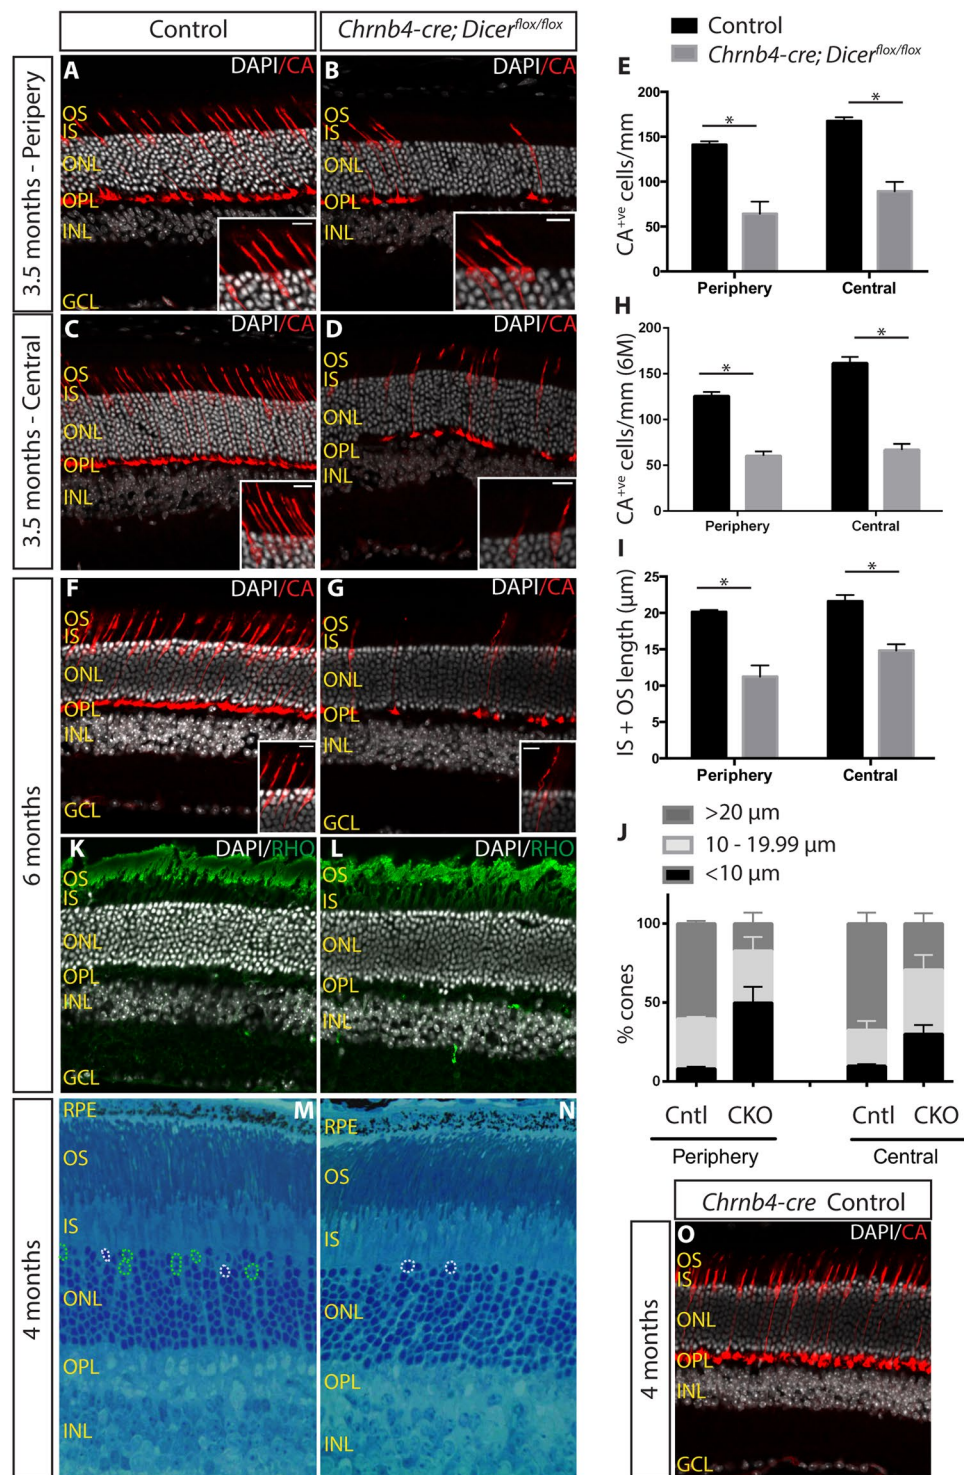 Control
Chrnb4-cre; Dicerflox/flox
3.5 months - Peripery
A
DAPI/CA
OS
IS
ONL
OPL
INL
GCL
B
DAPI/CA
3.5 months - Central
C
DAPI/CA
OS
IS
ONL
OPL
INL
D
DAPI/CA
OS
IS
ONL
OPL
INL
6 months
F
DAPI/CA
OS
IS
ONL
OPL
INL
GCL
G
DAPI/CA
OS
IS
ONL
OPL
INL
GCL
K
DAPI/RHO
OS
IS
ONL
OPL
INL
GCL
L
DAPI/RHO
OS
IS
ONL
OPL
INL
4 months
M
RPE
OS
IS
ONL
OPL
INL
N
RPE
OS
IS
ONL
OPL
INL
Control
Chrnb4-cre; Dicerflox/flox
E
CA+ve cells/mm
200
150
100
50
0
*
*
Periphery
Central
H
CA+ve cells/mm (6M)
200
150
100
50
0
*
*
Periphery
Central
I
IS + OS length (µm)
25
20
15
10
5
0
*
*
Periphery
Central
>20 µm
J
10 - 19.99 µm
<10 µm
% cones
100
50
0
Cntl CKO Cntl CKO
Periphery Central
Chrnb4-cre Control
4 months
O
DAPI/CA
OS
IS
ONL
OPL
INL
GCL